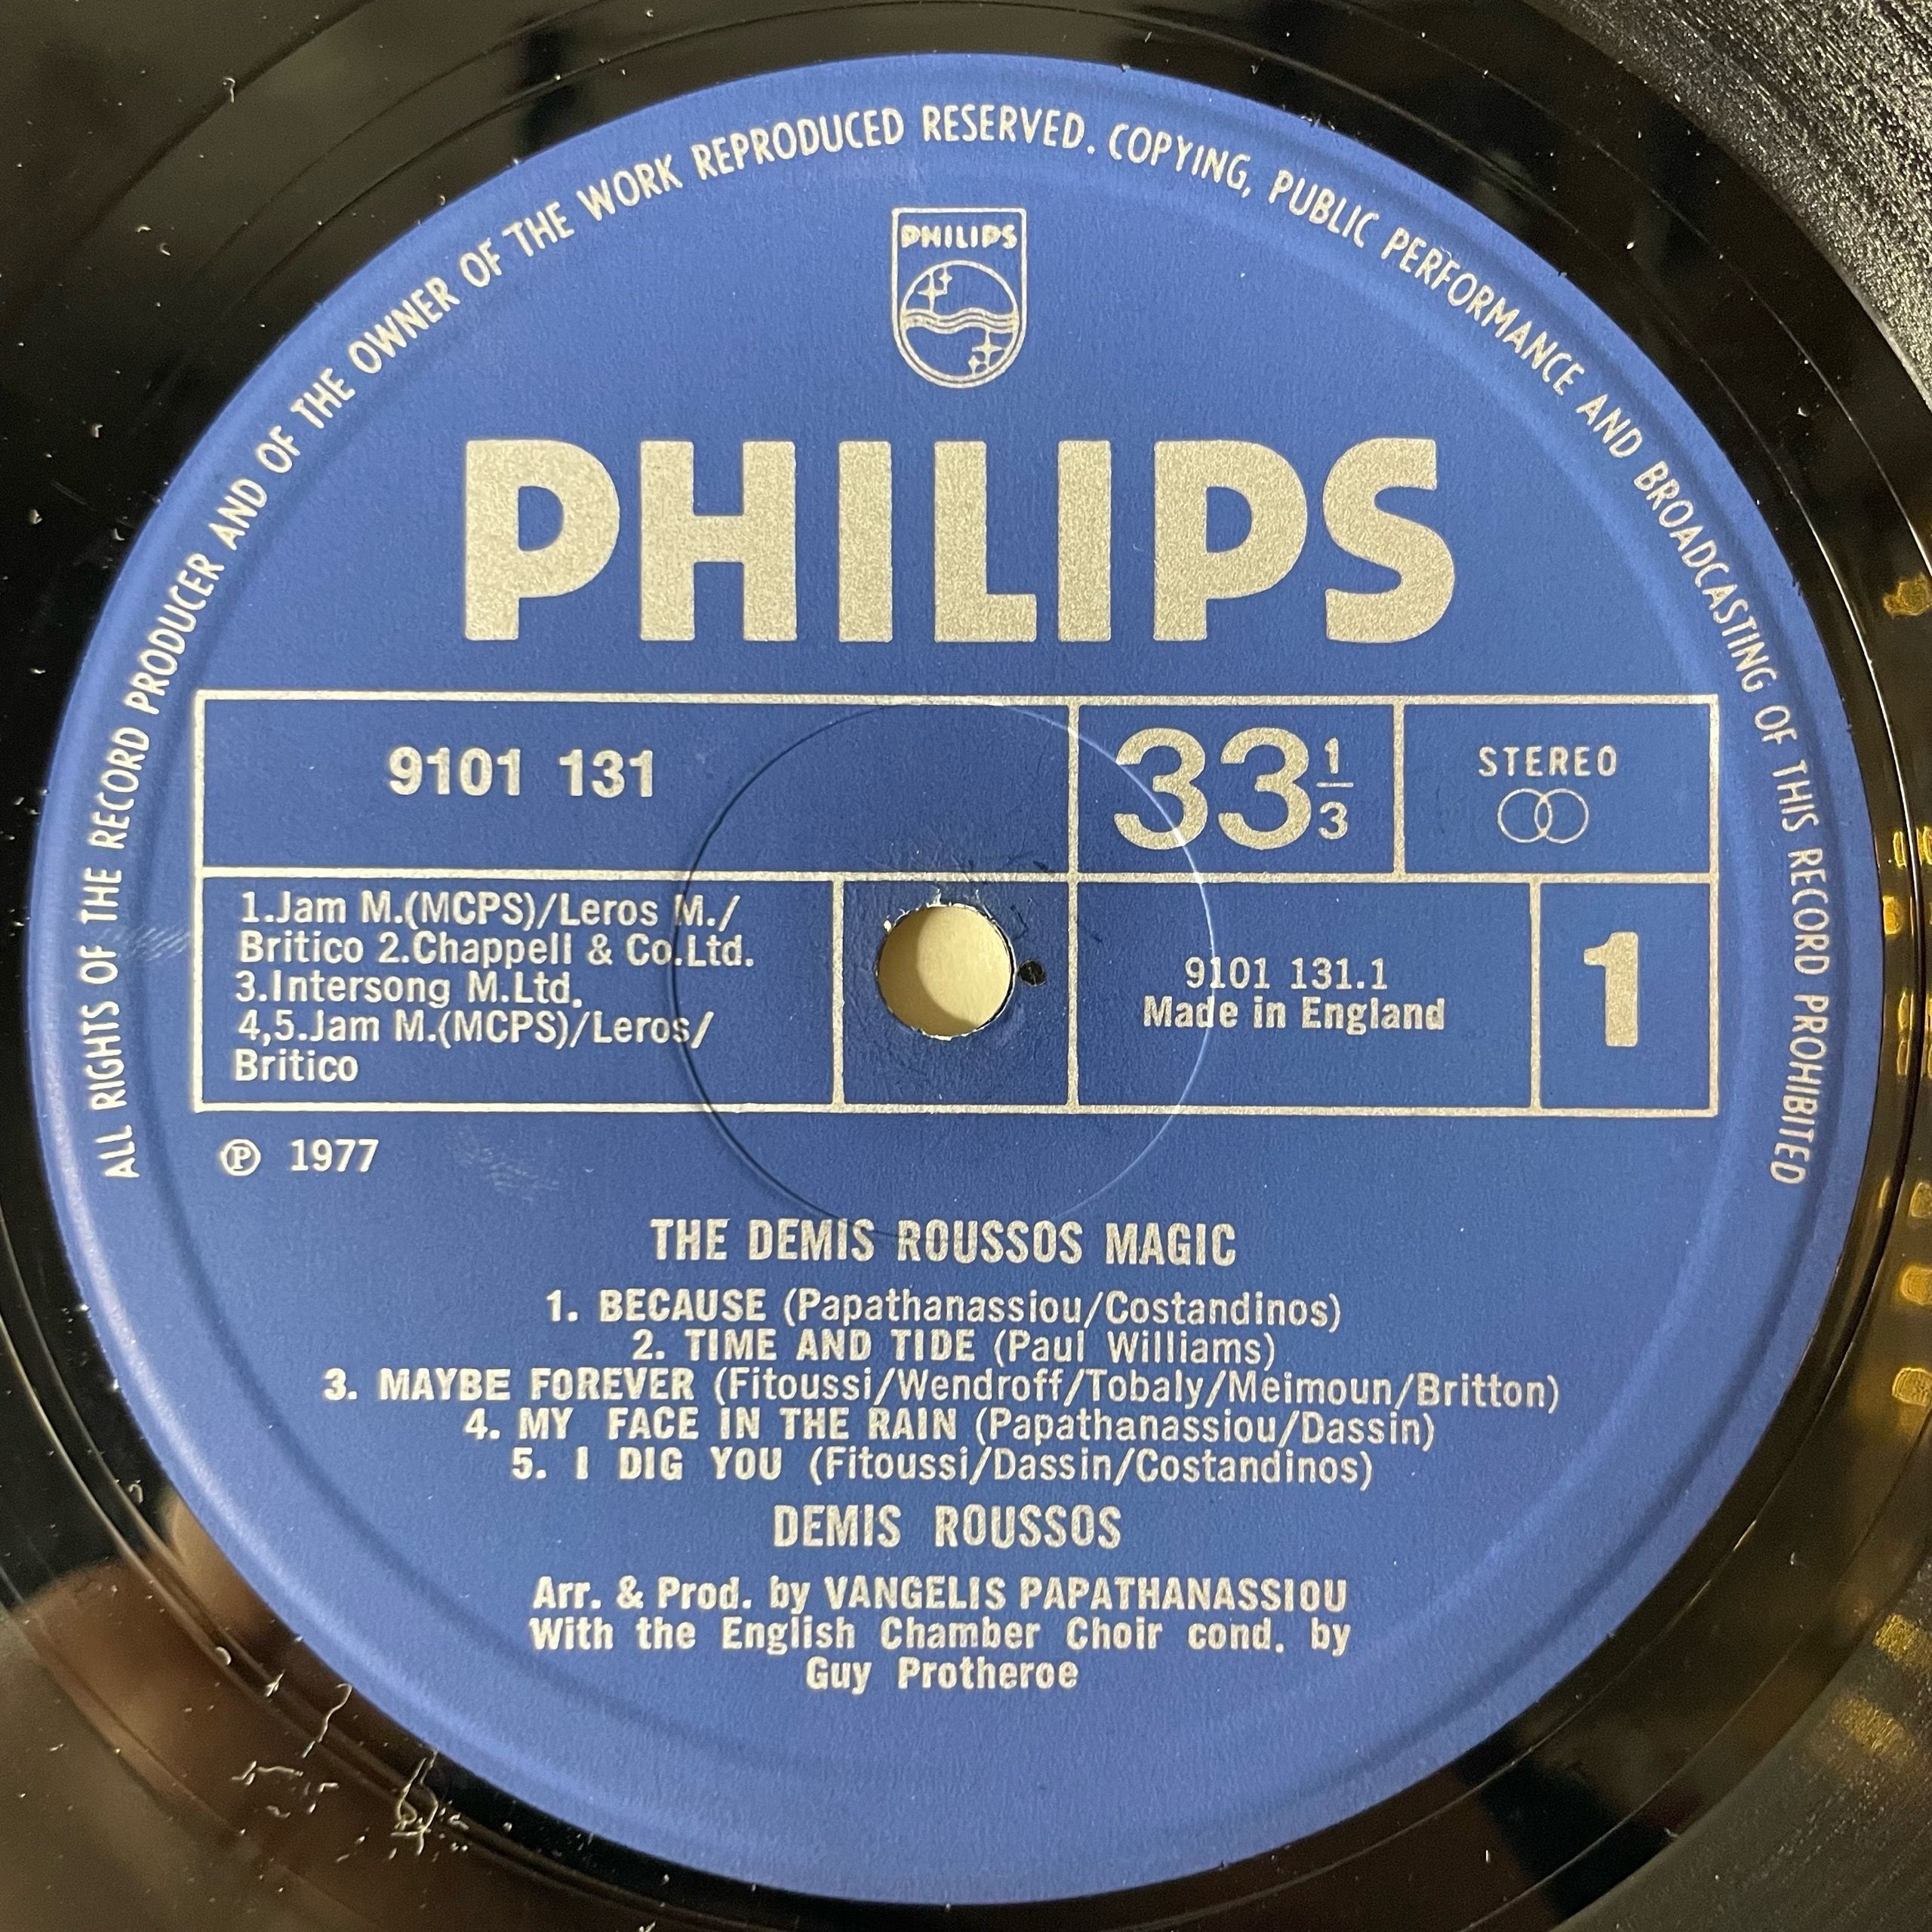 ALL RIGHTS OF THE RECORD PRODUCER AND OF THE OWNER OF THE WORK REPRODUCED RESERVED. COPYING, PUBLIC PERFORMANCE AND BROADCASTING OF THIS RECORD PROHIBITED
PHILIPS
PHILIPS
9101 131
33 1/3
STEREO
1.Jam M.(MCPS)/Leros M./
Britico 2.Chappell & Co.Ltd.
3.Intersong M.Ltd.
4,5.Jam M.(MCPS)/Leros/
Britico
9101 131.1
Made in England
1
℗ 1977
THE DEMIS ROUSSOS MAGIC
1. BECAUSE (Papathanassiou/Costandinos)
2. TIME AND TIDE (Paul Williams)
3. MAYBE FOREVER (Fitoussi/Wendroff/Tobaly/Meimoun/Britton)
4. MY FACE IN THE RAIN (Papathanassiou/Dassin)
5. I DIG YOU (Fitoussi/Dassin/Costandinos)
DEMIS ROUSSOS
Arr. & Prod. by VANGELIS PAPATHANASSIOU
With the English Chamber Choir cond. by
Guy Protheroe